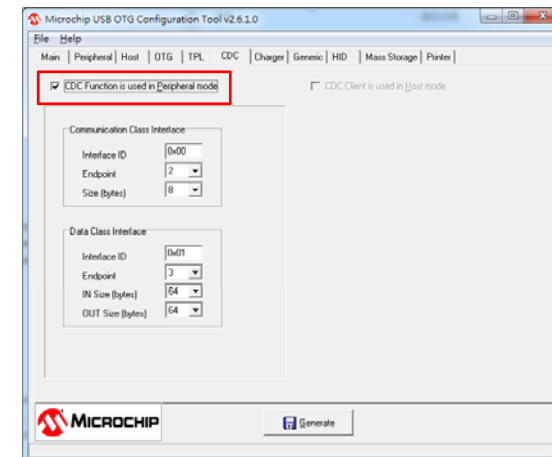 Microchip USB OTG Configuration Tool v2.6.1.0
File Help
Main Peripheral Host OTG TPL CDC Charger Generic HID Mass Storage Printer
CDC Function is used in Peripheral mode
CDC Client is used in Host mode
Communication Class Interface
Interface ID 0x00
Endpoint 2
Size (bytes) 8
Data Class Interface
Interface ID 0x01
Endpoint 3
IN Size (bytes) 64
OUT Size (bytes) 64
MICROCHIP
Generate